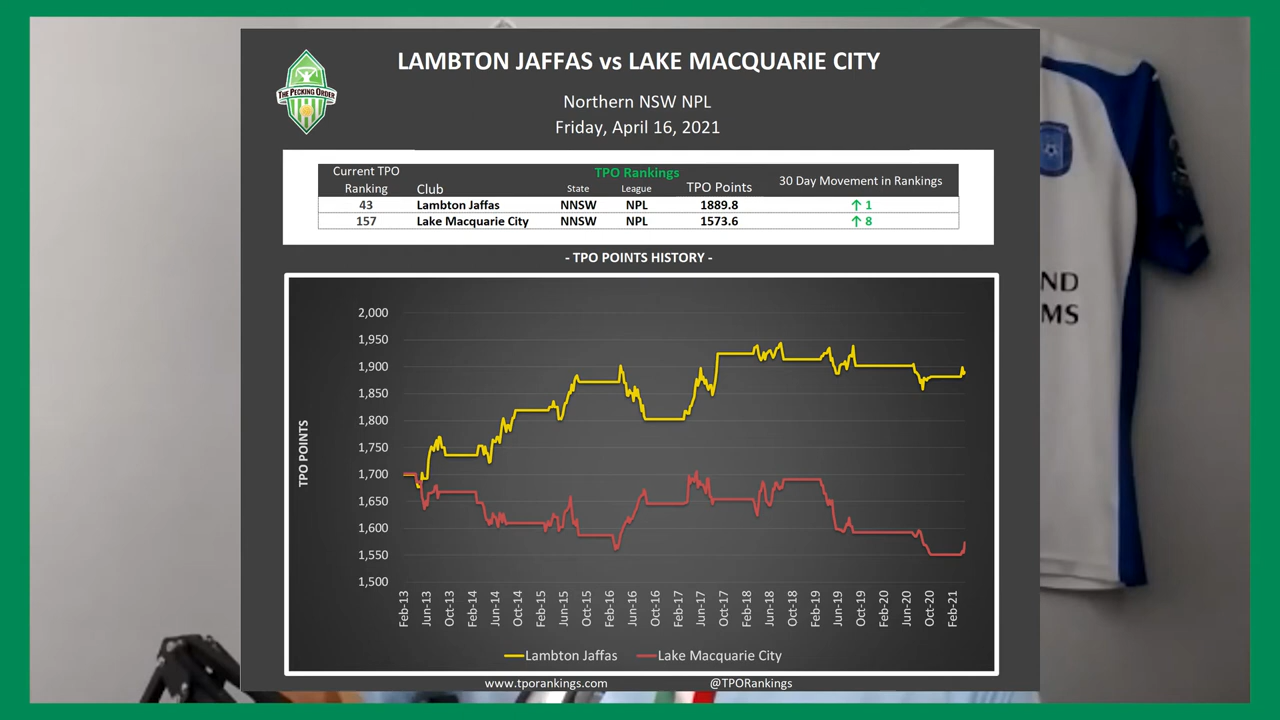 LAMBTON JAFFAS vs LAKE MACQUARIE CITY
THE PECKING ORDER
Northern NSW NPL
Friday, April 16, 2021
Current TPO Ranking Club TPO Rankings State League TPO Points 30 Day Movement in Rankings
43 Lambton Jaffas NNSW NPL 1889.8 ↑ 1
157 Lake Macquarie City NNSW NPL 1573.6 ↑ 8
- TPO POINTS HISTORY -
TPO POINTS
2,000
1,950
1,900
1,850
1,800
1,750
1,700
1,650
1,600
1,550
1,500
Feb-13 Jun-13 Oct-13 Feb-14 Jun-14 Oct-14 Feb-15 Jun-15 Oct-15 Feb-16 Jun-16 Oct-16 Feb-17 Jun-17 Oct-17 Feb-18 Jun-18 Oct-18 Feb-19 Jun-19 Oct-19 Feb-20 Jun-20 Oct-20 Feb-21
Lambton Jaffas Lake Macquarie City
www.tporankings.com @TPORankings
ND
MS